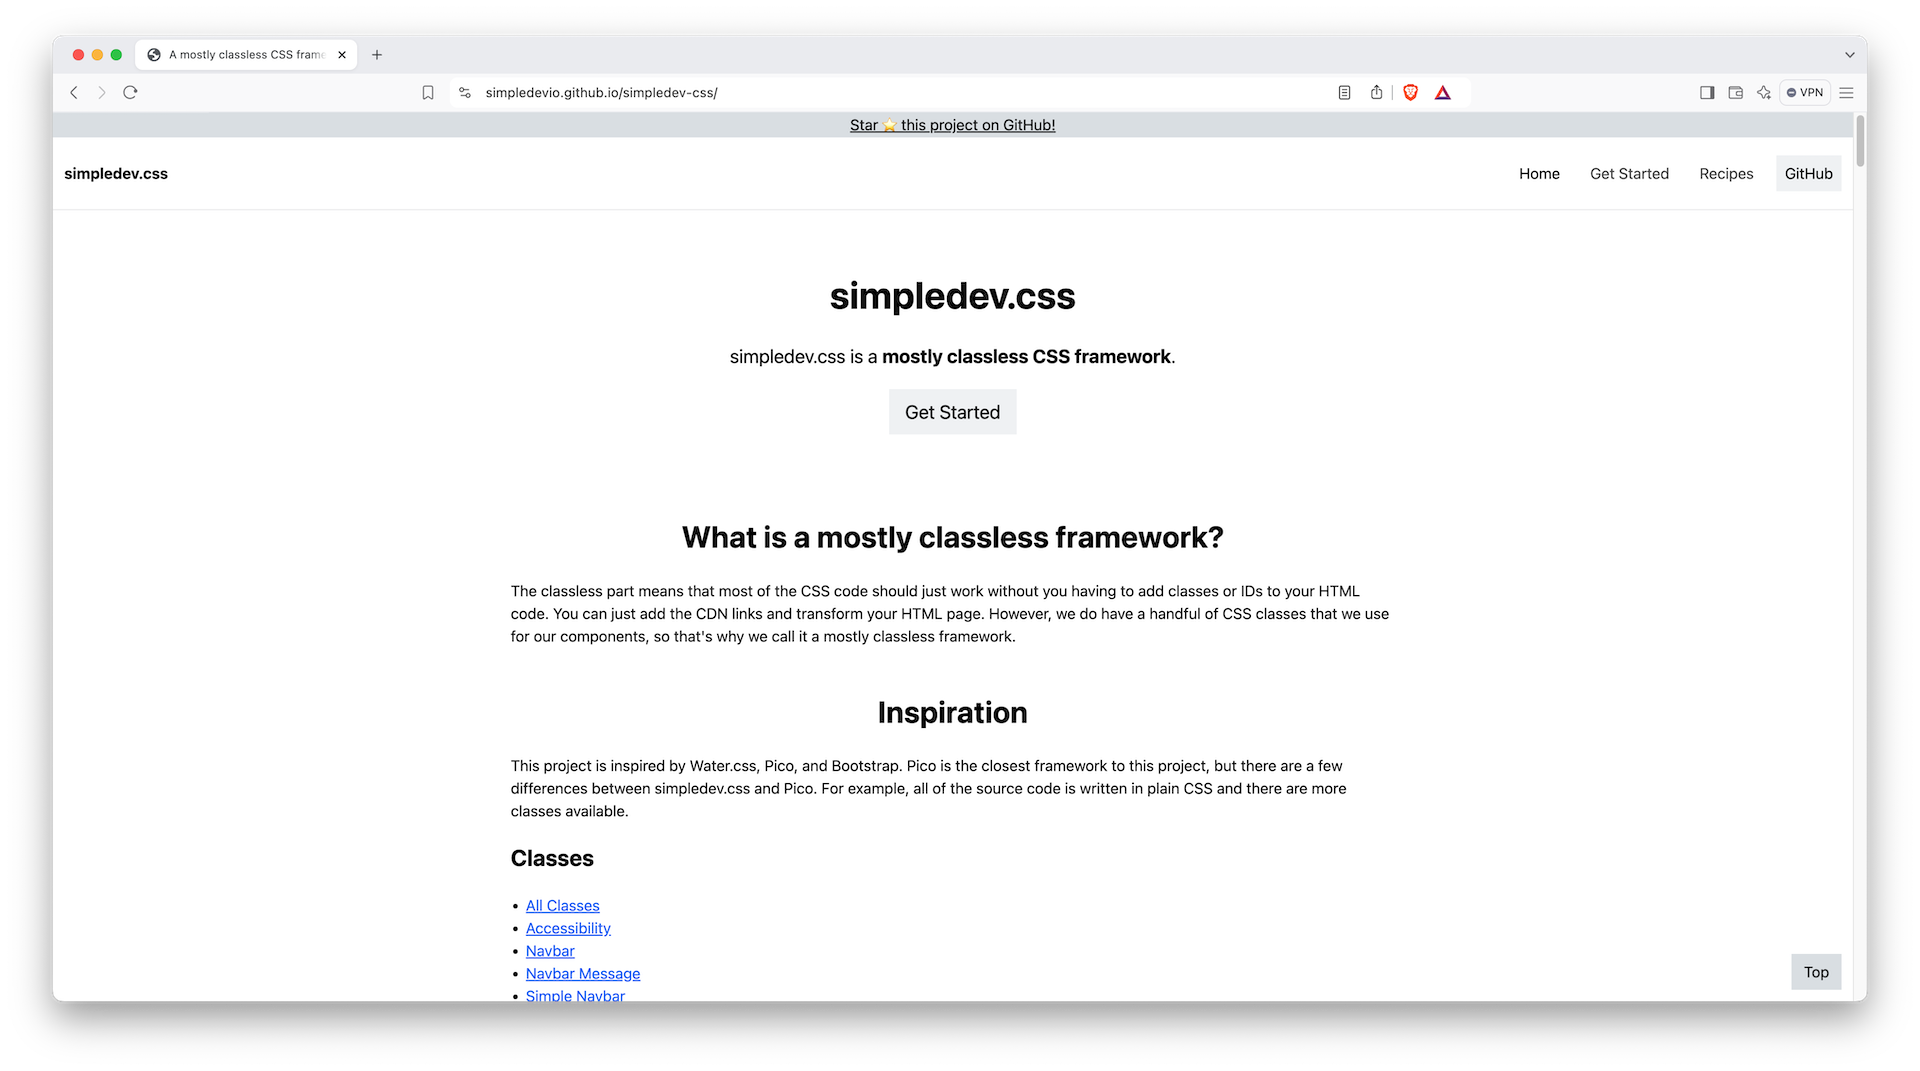 A mostly classless CSS frame
simpledevio.github.io/simpledev-css/
VPN
Star ⭐ this project on GitHub!
simpledev.css
Home
Get Started
Recipes
GitHub
simpledev.css
simpledev.css is a mostly classless CSS framework.
Get Started
What is a mostly classless framework?
The classless part means that most of the CSS code should just work without you having to add classes or IDs to your HTML
code. You can just add the CDN links and transform your HTML page. However, we do have a handful of CSS classes that we use
for our components, so that's why we call it a mostly classless framework.
Inspiration
This project is inspired by Water.css, Pico, and Bootstrap. Pico is the closest framework to this project, but there are a few
differences between simpledev.css and Pico. For example, all of the source code is written in plain CSS and there are more
classes available.
Classes
• All Classes
• Accessibility
• Navbar
• Navbar Message
• Simple Navbar
Top